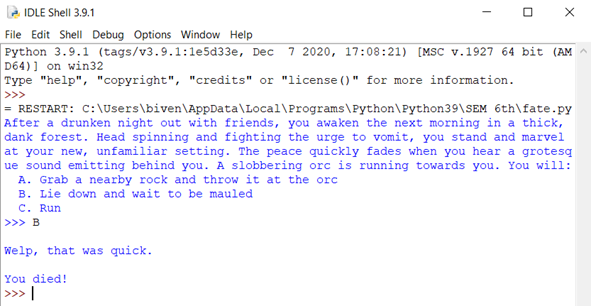 IDLE Shell 3.9.1
File Edit Shell Debug Options Window Help
Python 3.9.1 (tags/v3.9.1:1e5d33e, Dec  7 2020, 17:08:21) [MSC v.1927 64 bit (AM
D64)] on win32
Type "help", "copyright", "credits" or "license()" for more information.
>>>
= RESTART: C:\Users\biven\AppData\Local\Programs\Python\Python39\SEM 6th\fate.py
After a drunken night out with friends, you awaken the next morning in a thick,
dank forest. Head spinning and fighting the urge to vomit, you stand and marvel
at your new, unfamiliar setting. The peace quickly fades when you hear a grotesq
ue sound emitting behind you. A slobbering orc is running towards you. You will:
  A. Grab a nearby rock and throw it at the orc
  B. Lie down and wait to be mauled
  C. Run
>>> B
Welp, that was quick.
You died!
>>>